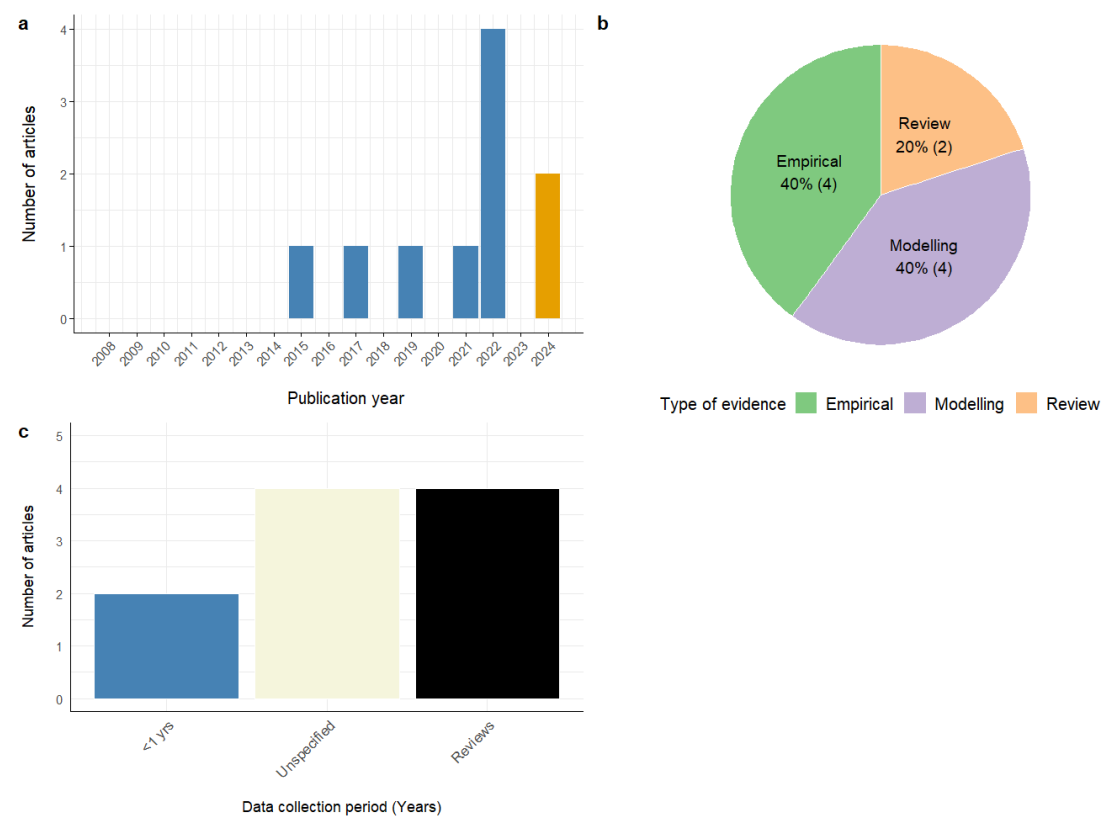 a
4
3
2
1
0
Number of articles
2008 2009 2010 2011 2012 2013 2014 2015 2016 2017 2018 2019 2020 2021 2022 2023 2024
Publication year
b
Review
20% (2)
Empirical
40% (4)
Modelling
40% (4)
Type of evidence Empirical Modelling Review
c
5
4
3
2
1
0
Number of articles
<1 yrs Unspecified Reviews
Data collection period (Years)